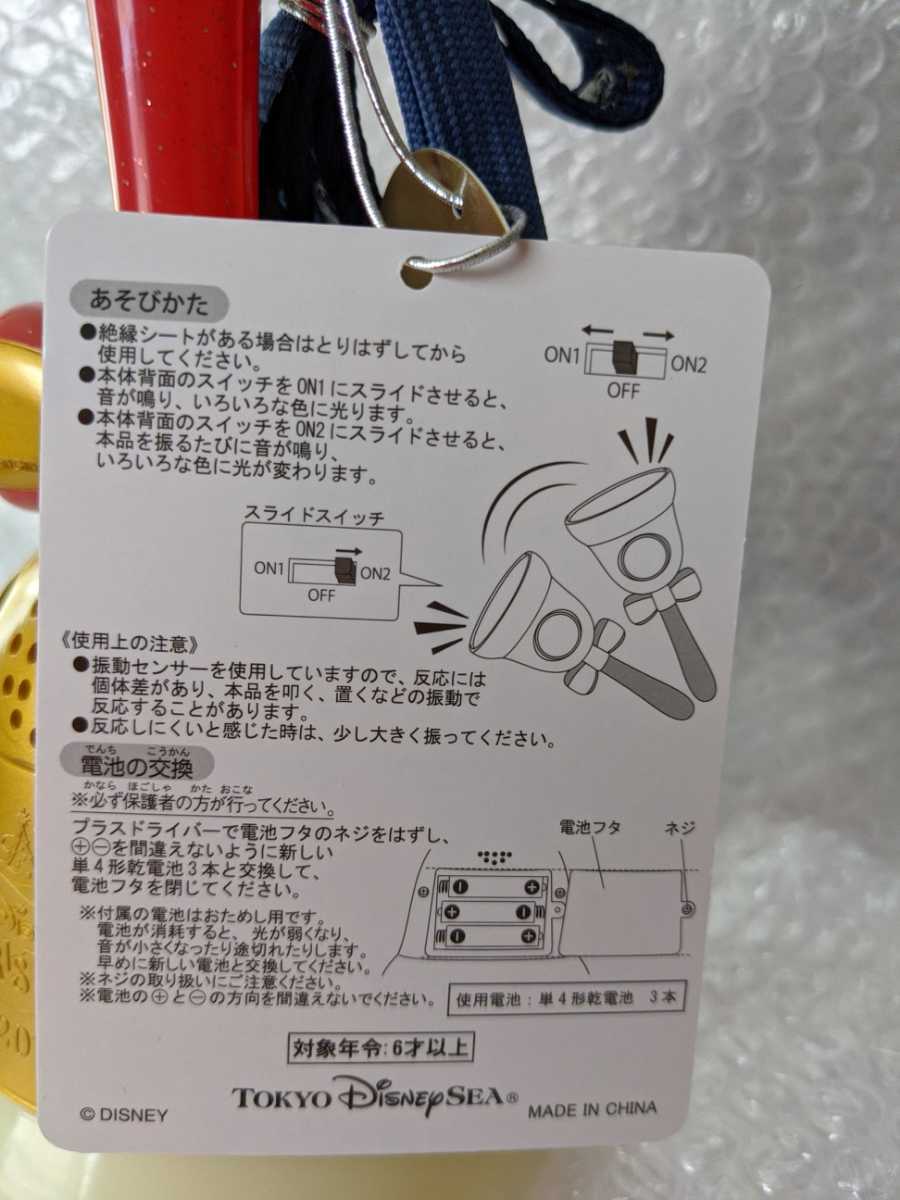 あそびかた
●絶縁シートがある場合はとりはずしてから
使用してください。
●本体背面のスイッチをON1にスライドさせると、
音が鳴り、いろいろな色に光ります。
●本体背面のスイッチをON2にスライドさせると、
本品を振るたびに音が鳴り、
いろいろな色に光が変わります。
ON1 ON2
OFF
スライドスイッチ
ON1 ON2
OFF
《使用上の注意》
●振動センサーを使用していますので、反応には
個体差があり、本品を叩く、置くなどの振動で
反応することがあります。
●反応しにくいと感じた時は、少し大きく振ってください。
でんち こうかん
電池の交換
かなら ほごしゃ かた おこな
※必ず保護者の方が行ってください。
プラスドライバーで電池フタのネジをはずし、
⊕⊖を間違えないように新しい
単4形乾電池3本と交換して、
電池フタを閉じてください。
電池フタ ネジ
※付属の電池はおためし用です。
電池が消耗すると、光が弱くなり、
音が小さくなったり途切れたりします。
早めに新しい電池と交換してください。
※ネジの取り扱いにご注意ください。
※電池の⊕と⊖の方向を間違えないでください。
使用電池：単4形乾電池 3本
対象年令:6才以上
TOKYO DISNEYSEA®
© DISNEY
MADE IN CHINA